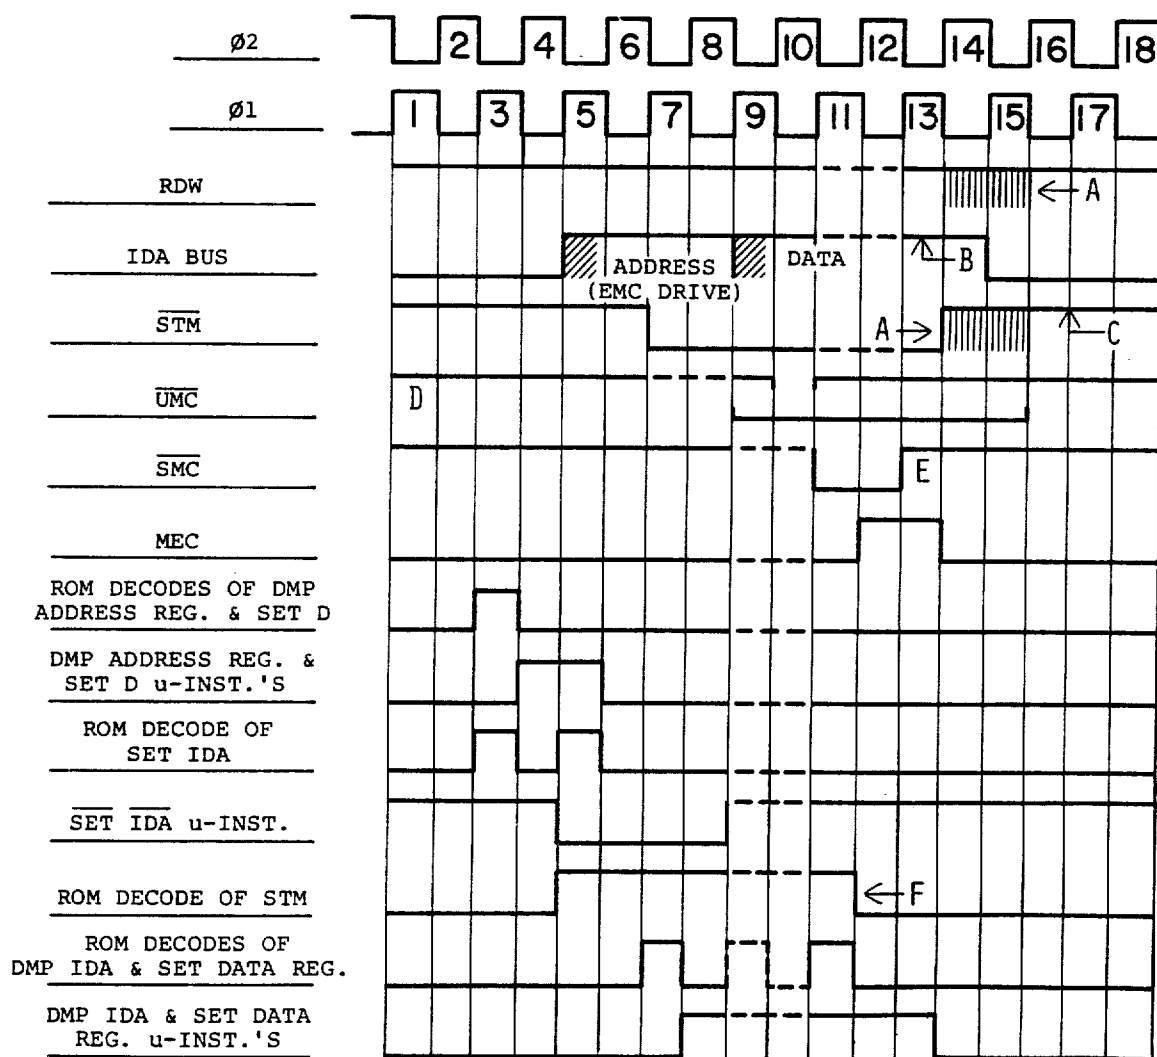 Ø2
2 4 6 8 10 12 14 16 18
Ø1
1 3 5 7 9 11 13 15 17
RDW
A
IDA BUS
ADDRESS
(EMC DRIVE)
DATA
B
STM
A
C
UMC
D
SMC
E
MEC
ROM DECODES OF DMP
ADDRESS REG. & SET D
DMP ADDRESS REG. &
SET D u-INST.'S
ROM DECODE OF
SET IDA
SET IDA u-INST.
ROM DECODE OF STM
F
ROM DECODES OF
DMP IDA & SET DATA REG.
DMP IDA & SET DATA
REG. u-INST.'S